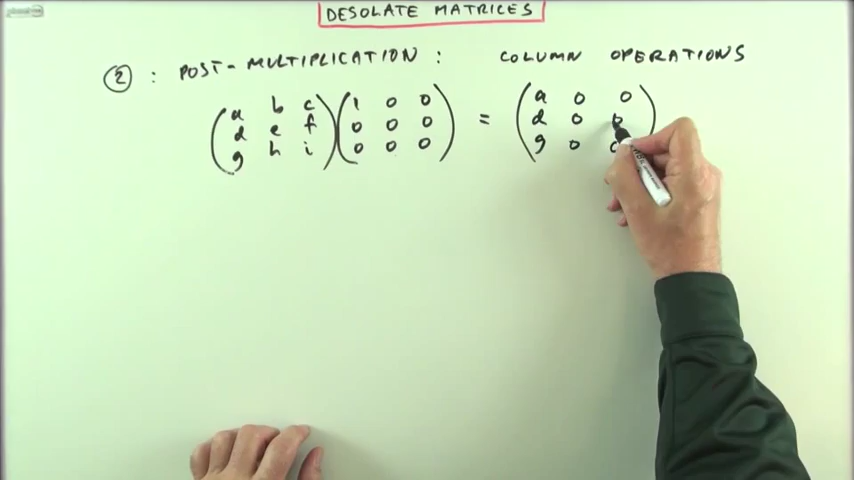 DESOLATE MATRICES
② : POST-MULTIPLICATION : COLUMN OPERATIONS
a b c 1 0 0 a 0 0
d e f 0 0 0 = d 0 0
g h i 0 0 0 g 0